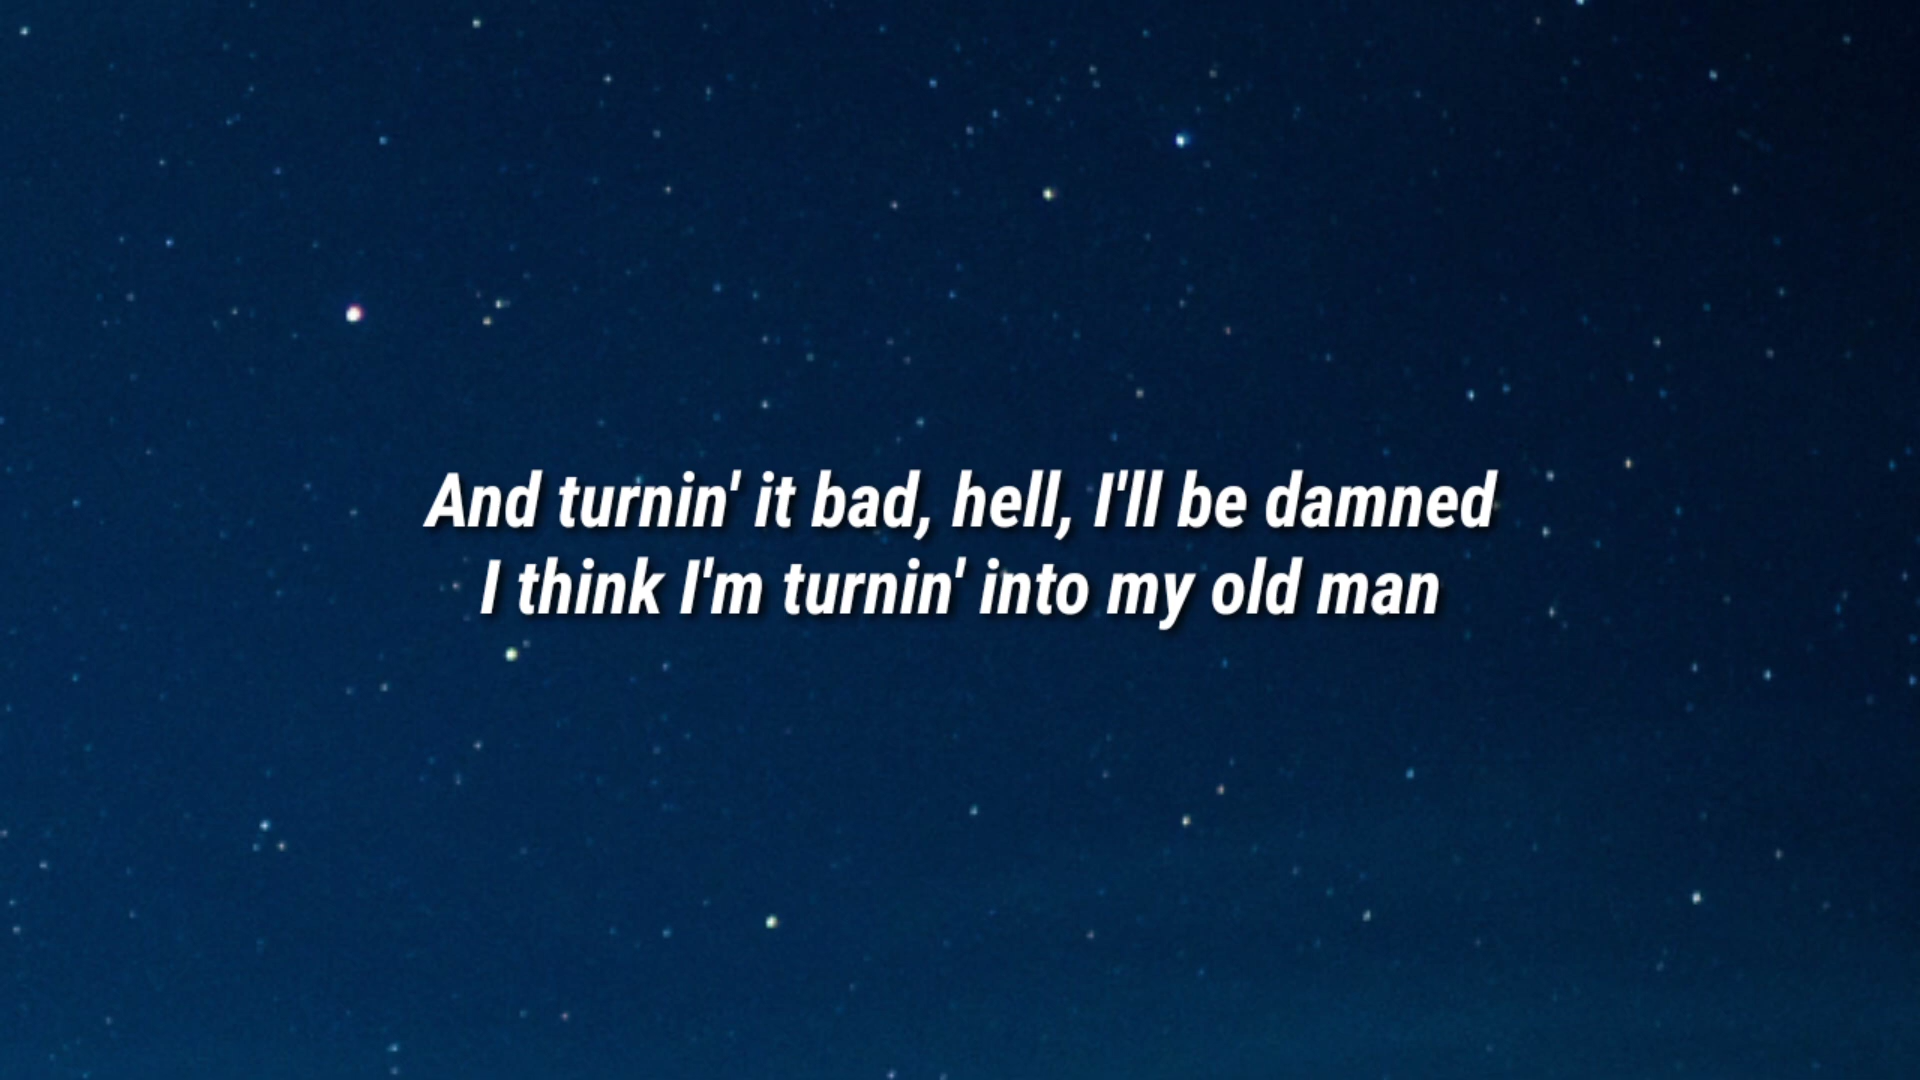 And turnin' it bad, hell, I'll be damned
I think I'm turnin' into my old man